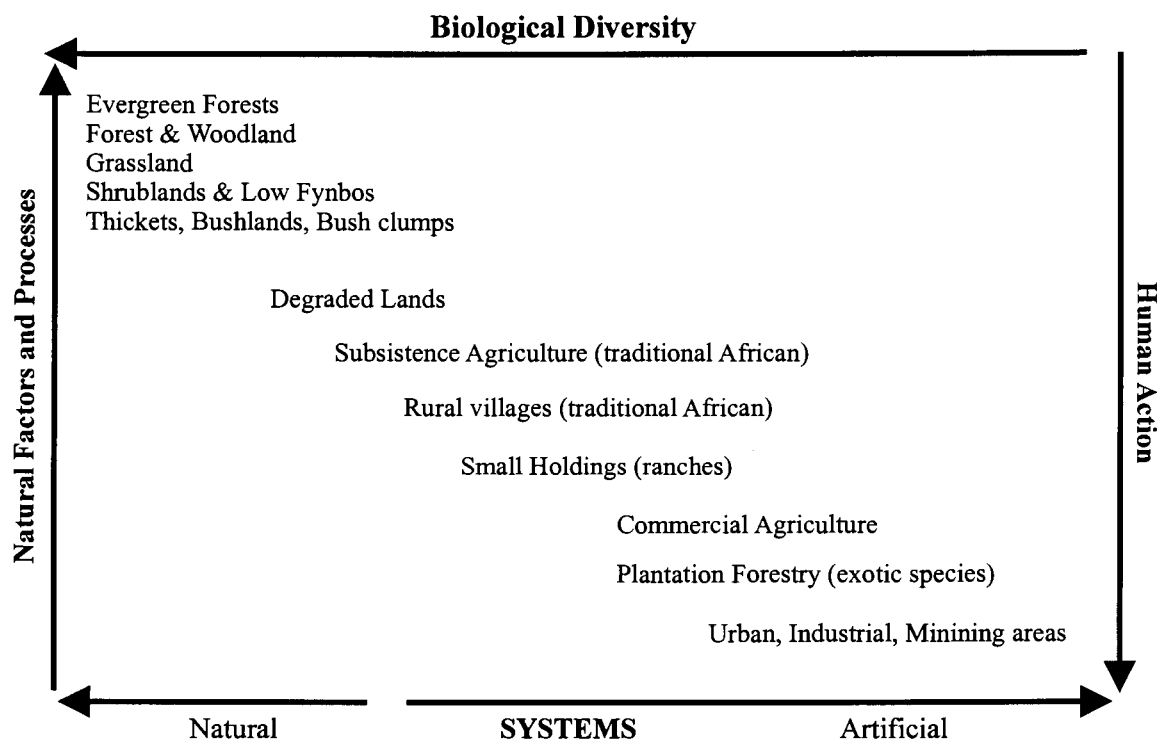 Biological Diversity
Natural Factors and Processes
Evergreen Forests
Forest & Woodland
Grassland
Shrublands & Low Fynbos
Thickets, Bushlands, Bush clumps
Degraded Lands
Subsistence Agriculture (traditional African)
Rural villages (traditional African)
Small Holdings (ranches)
Commercial Agriculture
Plantation Forestry (exotic species)
Urban, Industrial, Minining areas
Human Action
Natural SYSTEMS Artificial